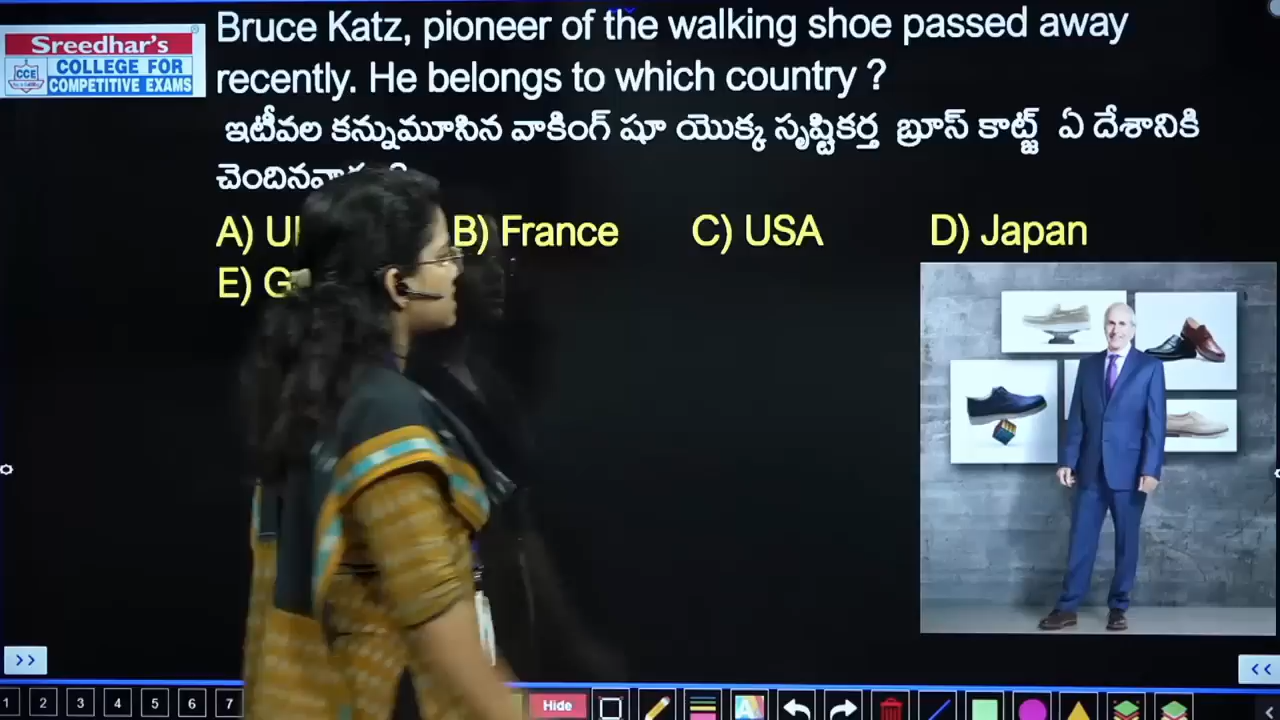 Bruce Katz, pioneer of the walking shoe passed away
Sreedhar's
CCE
COLLEGE FOR
COMPETITIVE EXAMS
recently. He belongs to which country ?
ఇటీవల కన్నుమూసిన వాకింగ్ షూ యొక్క సృష్టికర్త బ్రూస్ కాట్జ్ ఏ దేశానికి
A) B) France C) USA D) Japan
E)
>> <<
1 2 3 4 5 6 7 Hide <